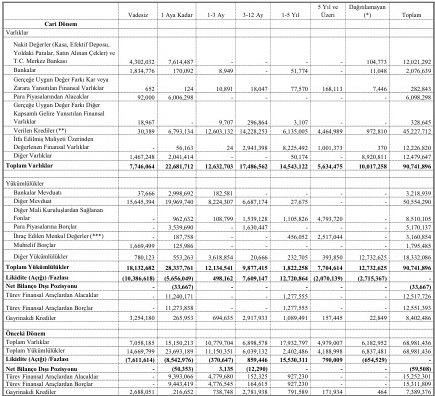 Vadesiz 1 Aya Kadar 1-3 Ay 3-12 Ay 1-5 Yıl 5 Yıl ve Üzeri Dağıtılamayan (*) Toplam
Cari Dönem
Varlıklar
Nakit Değerler (Kasa, Efektif Deposu, Yoldaki Paralar, Satın Alınan Çekler) ve T.C. Merkez Bankası 4,302,032 7,614,487 - - - - 104,773 12,021,292
Bankalar 1,834,776 170,092 8,949 - 51,774 - 11,048 2,076,639
Gerçeğe Uygun Değer Farkı Kar veya Zarara Yansıtılan Finansal Varlıklar 652 124 10,891 18,047 77,570 168,113 7,446 282,843
Para Piyasalarından Alacaklar 92,000 6,006,298 - - - - - 6,098,298
Gerçeğe Uygun Değer Farkı Diğer Kapsamlı Gelire Yansıtılan Finansal Varlıklar 18,967 - 9,707 296,864 3,107 - - 328,645
Verilen Krediler (**) 30,389 6,793,134 12,603,132 14,228,253 6,135,005 4,464,989 972,810 45,227,712
İtfa Edilmiş Maliyeti Üzerinden Değerlenen Finansal Varlıklar - 56,163 24 2,943,398 8,225,492 1,001,373 370 12,226,820
Diğer Varlıklar 1,467,248 2,041,414 - - 50,174 - 8,920,811 12,479,647
Toplam Varlıklar 7,746,064 22,681,712 12,632,703 17,486,562 14,543,122 5,634,475 10,017,258 90,741,896
Yükümlülükler
Bankalar Mevduatı 37,666 2,998,692 182,581 - - - - 3,218,939
Diğer Mevduat 15,645,394 19,969,740 8,224,307 6,687,174 27,675 - - 50,554,290
Diğer Mali Kuruluşlardan Sağlanan Fonlar - 962,632 108,799 1,539,128 1,105,826 4,793,720 - 8,510,105
Para Piyasalarına Borçlar - 3,539,690 - 1,630,447 - - - 5,170,137
İhraç Edilen Menkul Değerler (***) - 187,758 - - 456,052 2,517,044 - 3,160,854
Muhtelif Borçlar 1,669,499 125,986 - - - - - 1,795,485
Diğer Yükümlülükler 780,123 553,263 3,618,854 20,666 232,705 393,850 12,732,625 18,332,086
Toplam Yükümlülükler 18,132,682 28,337,761 12,134,541 9,877,415 1,822,258 7,704,614 12,732,625 90,741,896
Likidite (Açığı) /Fazlası (10,386,618) (5,656,049) 498,162 7,609,147 12,720,864 (2,070,139) (2,715,367) -
Net Bilanço Dışı Pozisyonu - (33,667) - - - - - (33,667)
Türev Finansal Araçlardan Alacaklar - 11,240,171 - - 1,277,555 - - 12,517,726
Türev Finansal Araçlardan Borçlar - 11,273,838 - - 1,277,555 - - 12,551,393
Gayrinakdi Krediler 3,254,180 265,953 694,635 2,917,933 1,089,491 157,445 22,849 8,402,486
Önceki Dönem
Toplam Varlıklar 7,058,185 15,150,213 10,779,704 6,898,578 17,932,797 4,979,007 6,182,952 68,981,436
Toplam Yükümlülükler 14,669,799 23,693,189 11,150,351 6,039,132 2,402,486 4,188,998 6,837,481 68,981,436
Likidite (Açığı) /Fazlası (7,611,614) (8,542,976) (370,647) 859,446 15,530,311 790,009 (654,529) -
Net Bilanço Dışı Pozisyonu - (50,353) 3,135 (12,290) - - - (59,508)
Türev Finansal Araçlardan Alacaklar - 9,393,066 4,779,680 152,325 927,230 - - 15,252,301
Türev Finansal Araçlardan Borçlar - 9,443,419 4,776,545 164,615 927,230 - - 15,311,809
Gayrinakdi Krediler 2,688,051 216,652 738,748 2,781,938 791,589 171,934 464 7,389,376